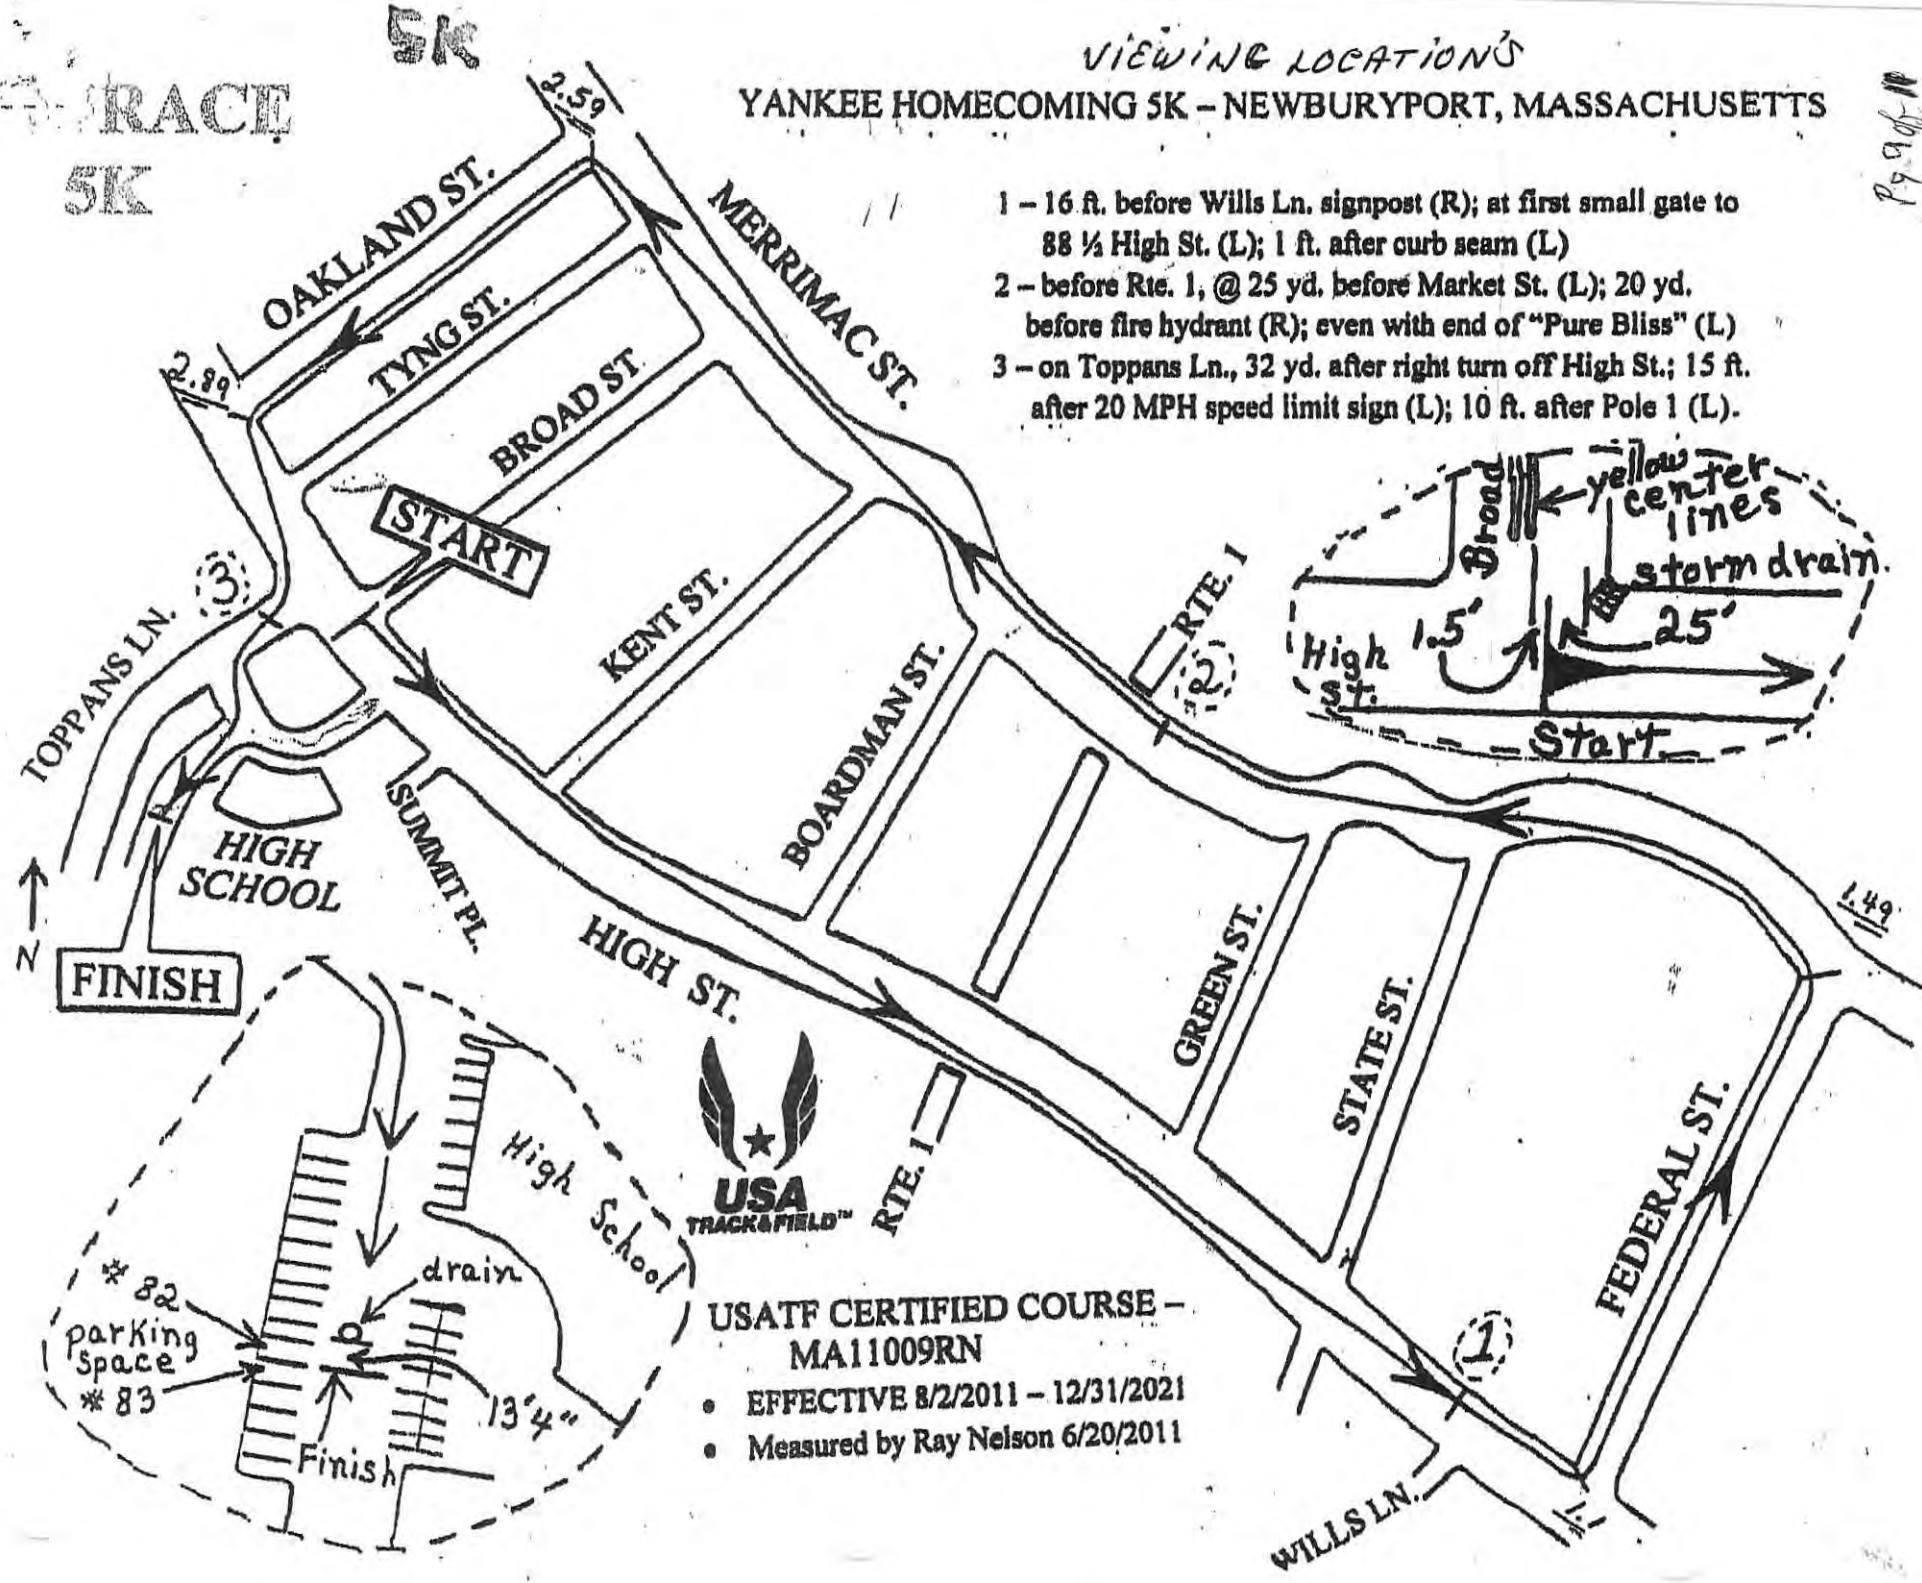 5K
RACE
5K
VIEWING LOCATION'S
YANKEE HOMECOMING 5K – NEWBURYPORT, MASSACHUSETTS
1 – 16 ft. before Wills Ln. signpost (R); at first small gate to
88 ½ High St. (L); 1 ft. after curb seam (L)
2 – before Rte. 1, @ 25 yd. before Market St. (L); 20 yd.
before fire hydrant (R); even with end of “Pure Bliss” (L)
3 – on Toppans Ln., 32 yd. after right turn off High St.; 15 ft.
after 20 MPH speed limit sign (L); 10 ft. after Pole 1 (L).
2.59
OAKLAND ST.
MERRIMAC ST.
TYNG ST.
2.89
BROAD ST.
START
3
KENT ST.
TOPPANS LN.
BOARDMAN ST.
RTE. 1
2
Broad
yellow
center
lines
storm drain.
1.5'
25'
High
St.
Start
HIGH
SCHOOL
SUMMIT PL.
N
FINISH
HIGH ST.
GREEN ST.
STATE ST.
1.49
FEDERAL ST.
RTE. 1
1
1.1
WILLS LN.
High
School
drain
# 82
parking
space
# 83
13'4"
Finish
USA
TRACK&FIELD™
USATF CERTIFIED COURSE –
MA11009RN
• EFFECTIVE 8/2/2011 – 12/31/2021
• Measured by Ray Nelson 6/20/2011